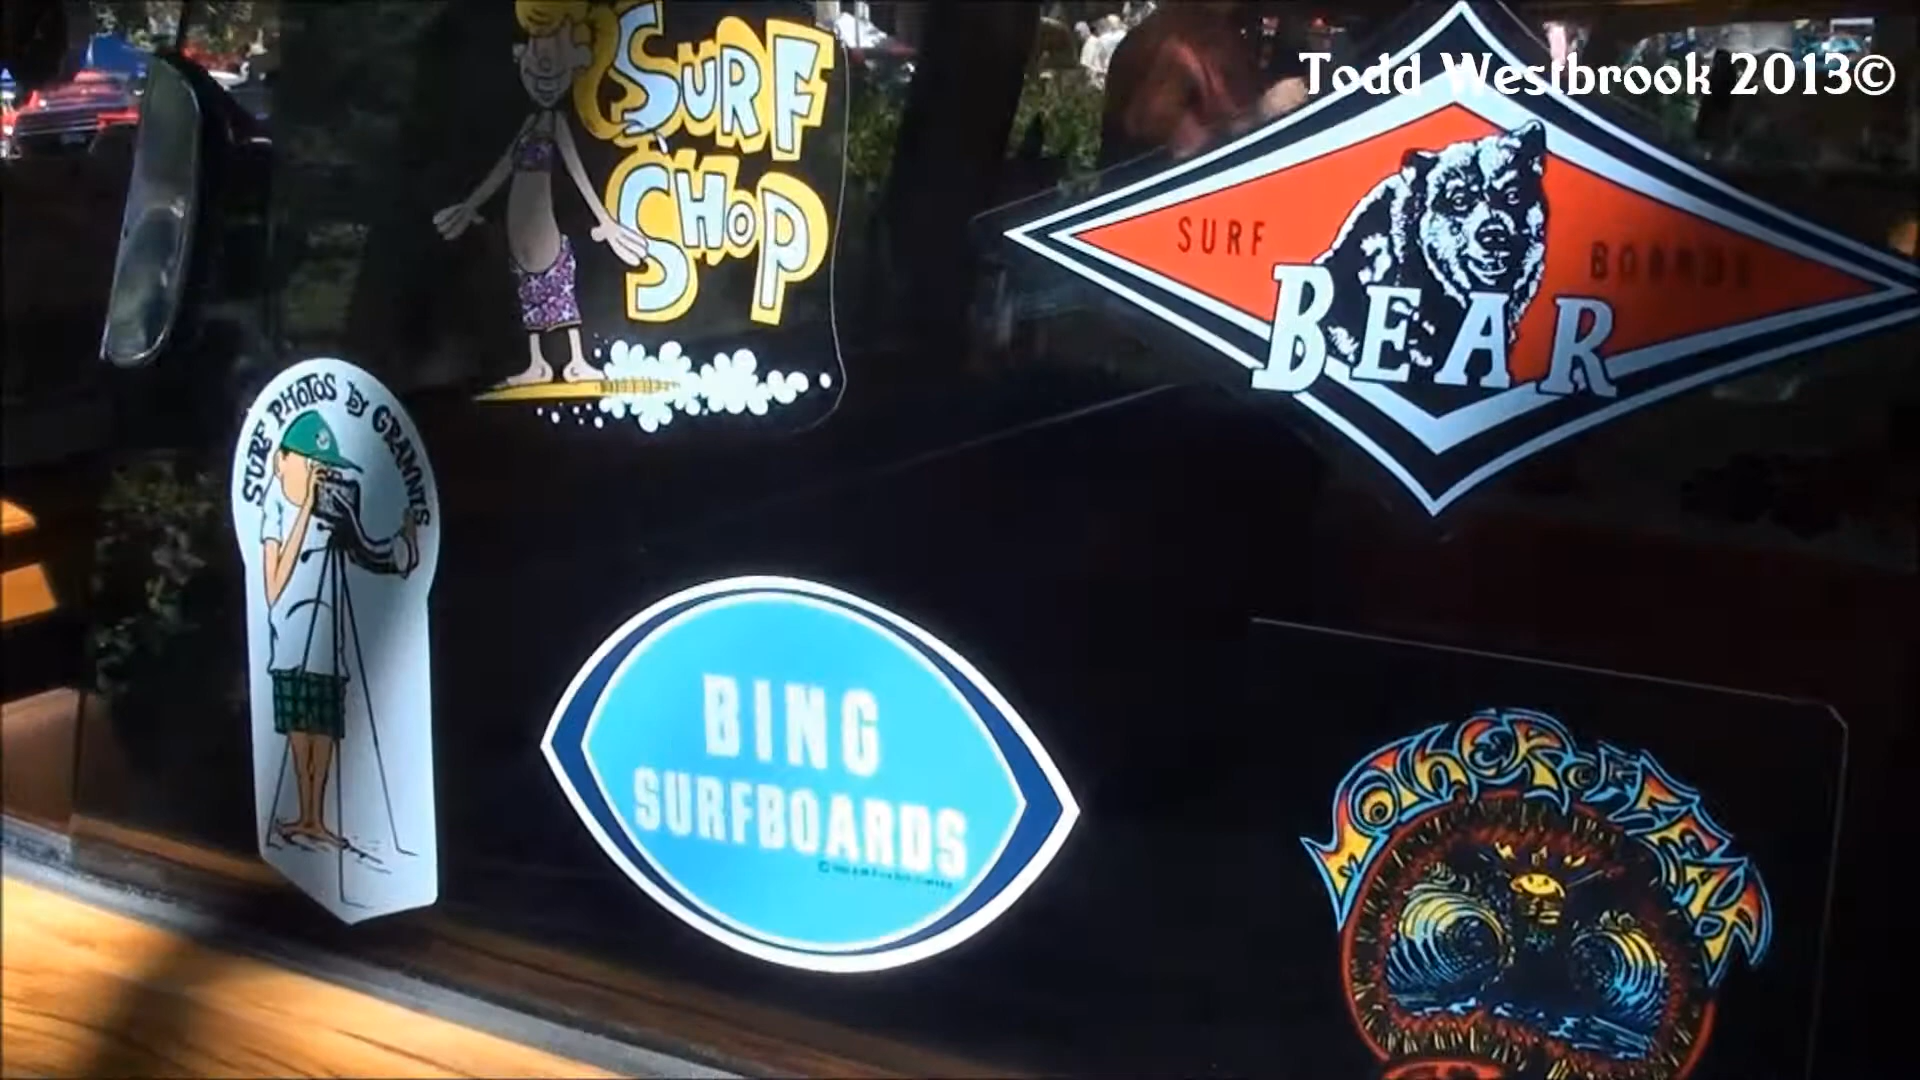 Todd Westbrook 2013©
SURF
SHOP
SURF BOARDS
BEAR
SURF PHOTOS by GRANNIS
BING
SURFBOARDS